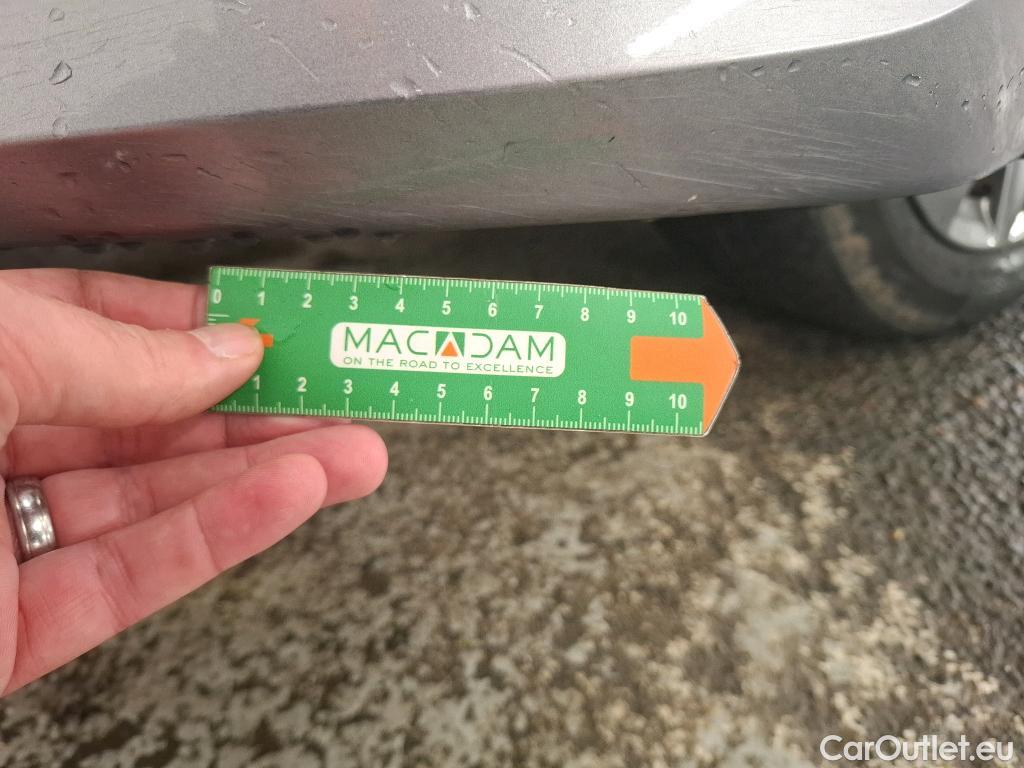 0 1 2 3 4 5 6 7 8 9 10
MACADAM
ON THE ROAD TO EXCELLENCE
1 2 3 4 5 6 7 8 9 10
CarOutlet.eu